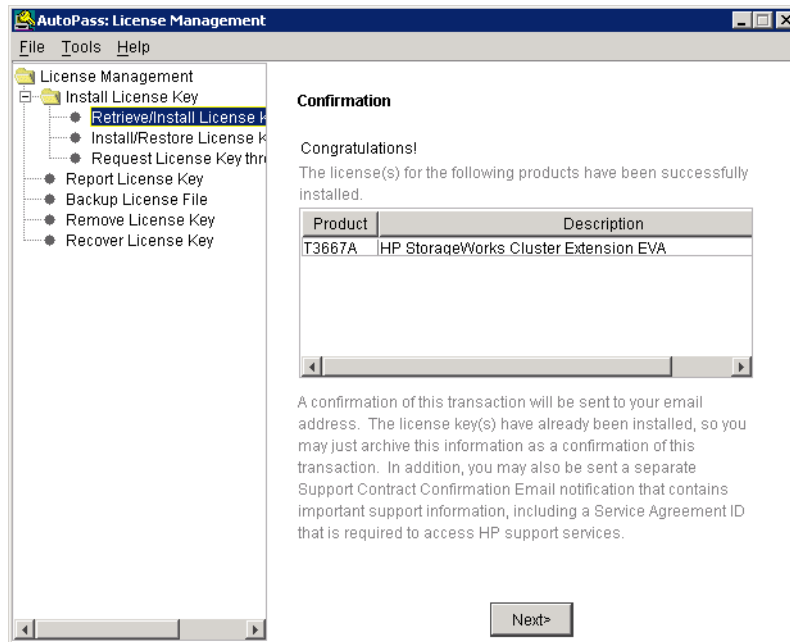 AutoPass: License Management
File Tools Help
License Management
Install License Key
Retrieve/Install License K
Install/Restore License K
Request License Key thr
Report License Key
Backup License File
Remove License Key
Recover License Key
Confirmation
Congratulations!
The license(s) for the following products have been successfully
installed.
Product Description
T3667A HP StorageWorks Cluster Extension EVA
A confirmation of this transaction will be sent to your email
address. The license key(s) have already been installed, so you
may just archive this information as a confirmation of this
transaction. In addition, you may also be sent a separate
Support Contract Confirmation Email notification that contains
important support information, including a Service Agreement ID
that is required to access HP support services.
Next>